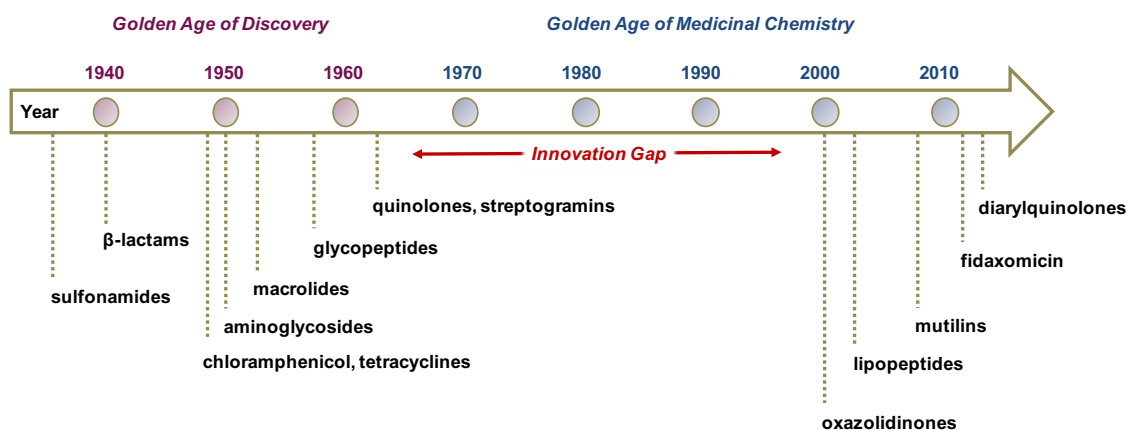 Golden Age of Discovery
Golden Age of Medicinal Chemistry
1940 1950 1960 1970 1980 1990 2000 2010
Year
Innovation Gap
quinolones, streptogramins
diarylquinolones
β-lactams
glycopeptides
fidaxomicin
sulfonamides
macrolides
aminoglycosides
mutilins
chloramphenicol, tetracyclines
lipopeptides
oxazolidinones